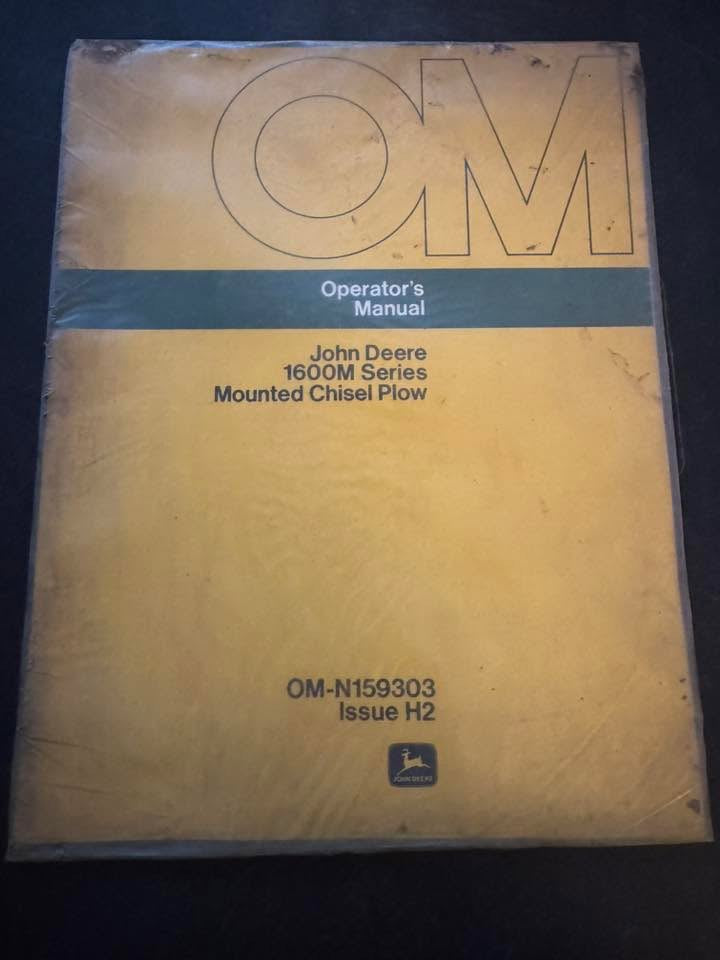 OM
Operator's
Manual
John Deere
1600M Series
Mounted Chisel Plow
OM-N159303
Issue H2
JOHN DEERE